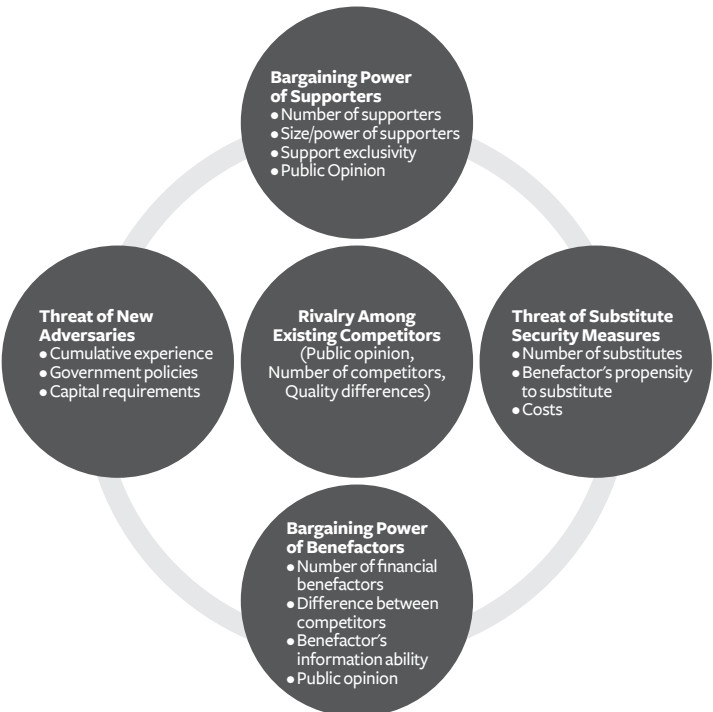 Bargaining Power
of Supporters
• Number of supporters
• Size/power of supporters
• Support exclusivity
• Public Opinion
Threat of New
Adversaries
• Cumulative experience
• Government policies
• Capital requirements
Rivalry Among
Existing Competitors
(Public opinion,
Number of competitors,
Quality differences)
Threat of Substitute
Security Measures
• Number of substitutes
• Benefactor's propensity
to substitute
• Costs
Bargaining Power
of Benefactors
• Number of financial
benefactors
• Difference between
competitors
• Benefactor's
information ability
• Public opinion